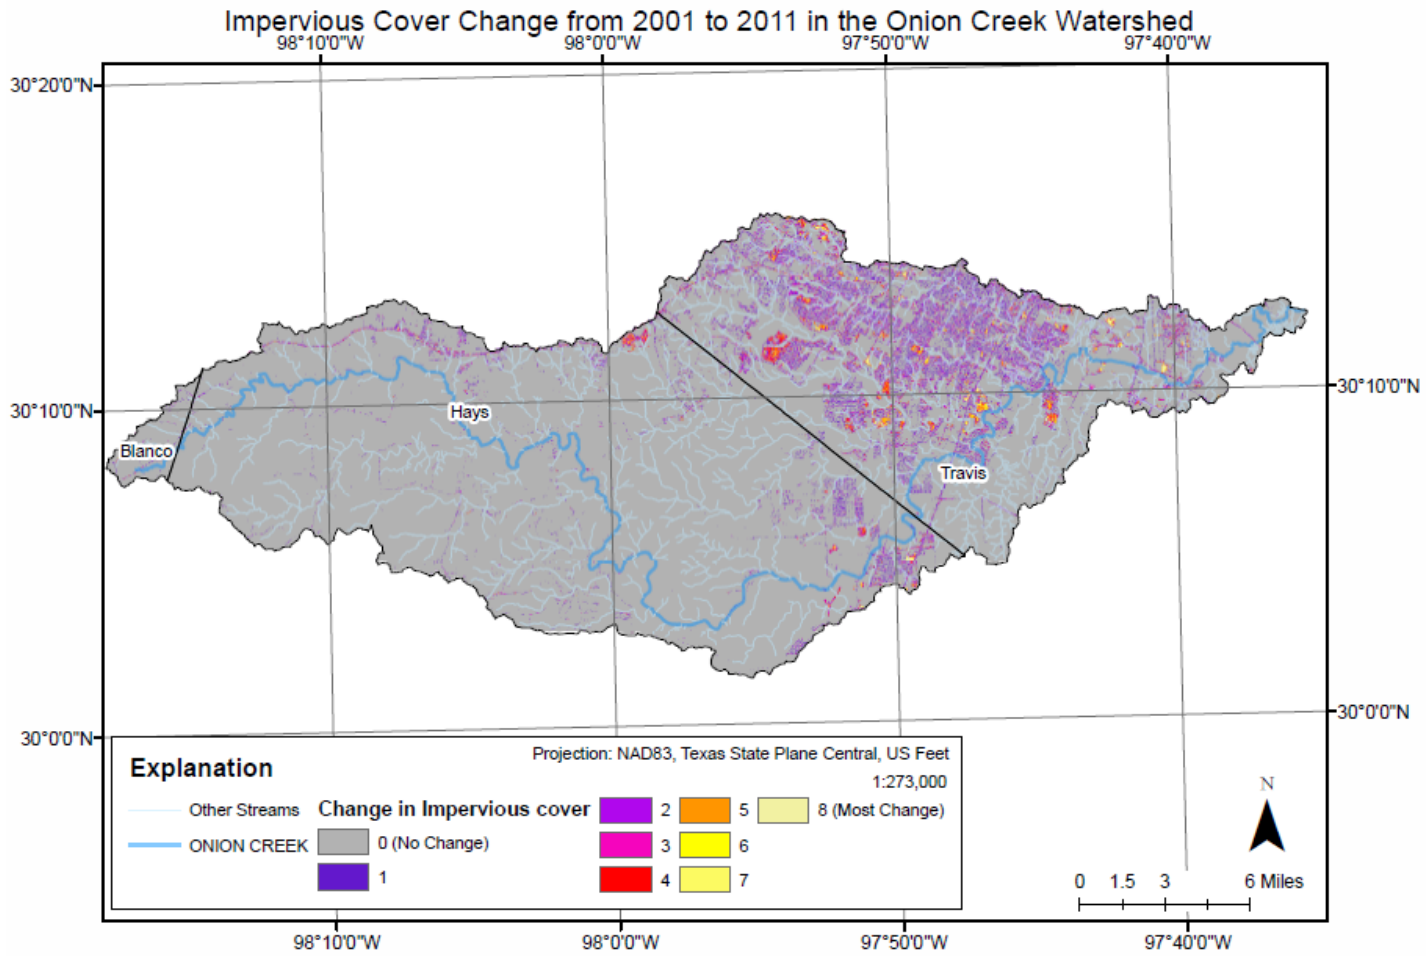 Impervious Cover Change from 2001 to 2011 in the Onion Creek Watershed
98°10'0"W 98°0'0"W 97°50'0"W 97°40'0"W
30°20'0"N
30°10'0"N
30°10'0"N
Hays
Blanco
Travis
30°0'0"N
30°0'0"N
Projection: NAD83, Texas State Plane Central, US Feet
1:273,000
Explanation
Other Streams
ONION CREEK
Change in Impervious cover
0 (No Change)
1
2
3
4
5
6
7
8 (Most Change)
N
0 1.5 3 6 Miles
98°10'0"W 98°0'0"W 97°50'0"W 97°40'0"W